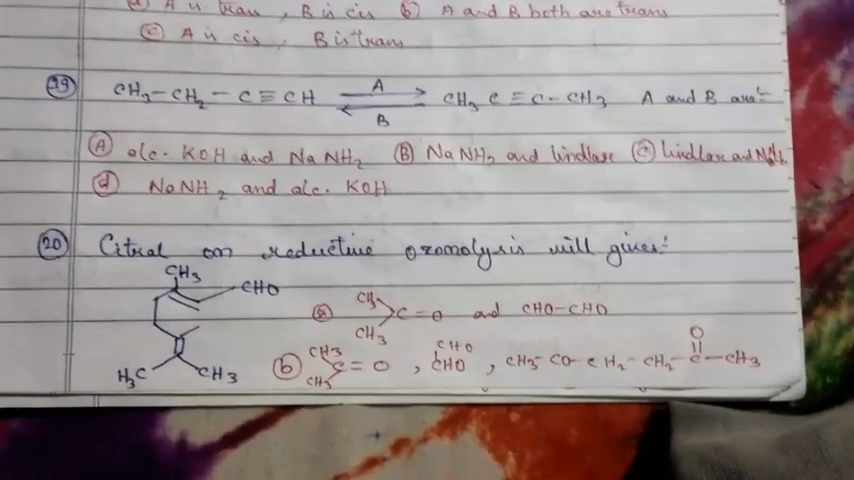 (a) A is trans, B is cis (b) A and B both are trans
(c) A is cis, B is trans
19 CH3-CH2-C≡CH A B CH3 C≡C-CH3 A and B are:-
(A) alc. KOH and NaNH2 (B) NaNH2 and lindlar (C) lindlar and NaNH2
(d) NaNH2 and alc. KOH
20 Citral on reductive ozonolysis will gives:
CH3 CHO
(a) CH3 CH3 C=O and CHO-CHO
H3C CH3
(b) CH3 CH3 C=O, CHO CHO, CH3-CO-CH2-CH2-C-CH3 O